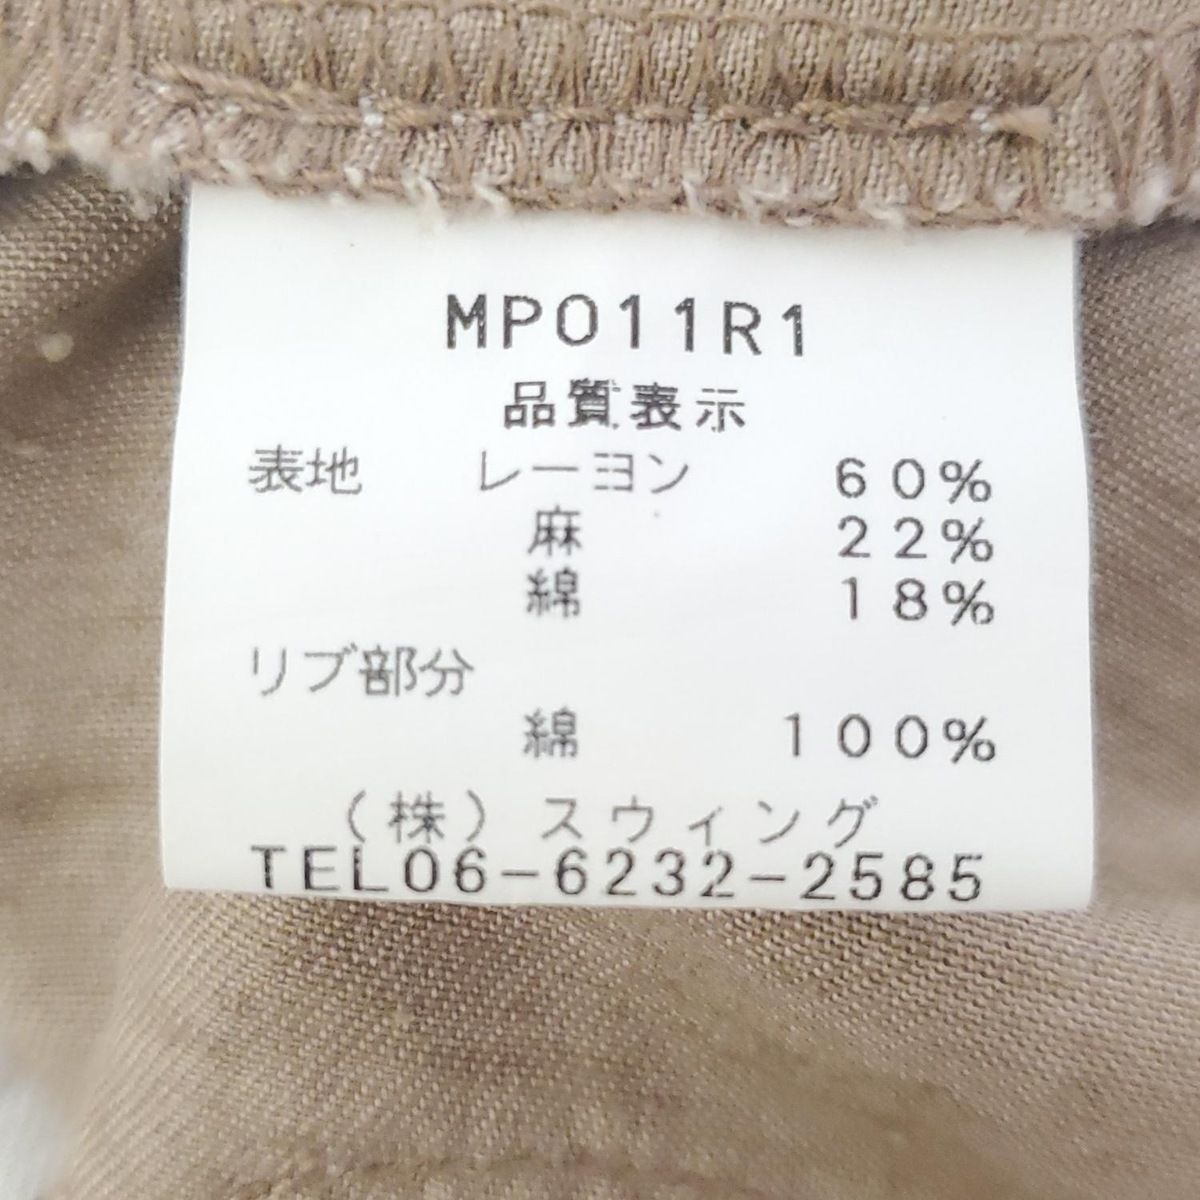 MP011R1
品質表示
表地 レーヨン 60%
麻 22%
綿 18%
リブ部分
綿 100%
(株)スウィング
TEL06-6232-2585